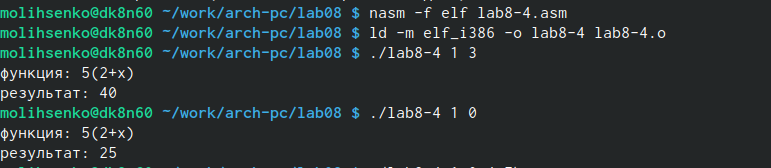 molihsenko@dk8n60 ~/work/arch-pc/lab08 $ nasm -f elf lab8-4.asm
molihsenko@dk8n60 ~/work/arch-pc/lab08 $ ld -m elf_i386 -o lab8-4 lab8-4.o
molihsenko@dk8n60 ~/work/arch-pc/lab08 $ ./lab8-4 1 3
функция: 5(2+x)
результат: 40
molihsenko@dk8n60 ~/work/arch-pc/lab08 $ ./lab8-4 1 0
функция: 5(2+x)
результат: 25